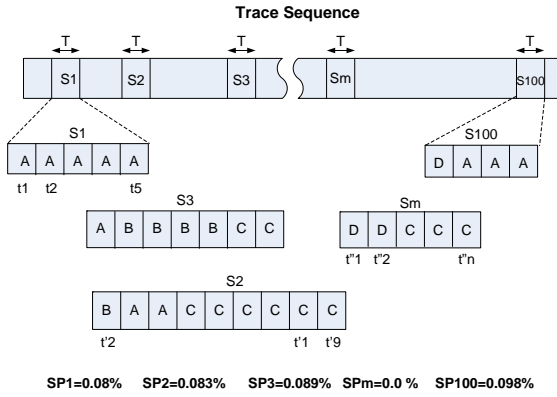 Trace Sequence
T T T T T
S1 S2 S3 Sm S100
S1 S100
A A A A A D A A A
t1 t2 t5
S3 Sm
A B B B B C C D D C C C
t"1 t"2 t"n
S2
B A A C C C C C C
t'2 t'1 t'9
SP1=0.08% SP2=0.083% SP3=0.089% SPm=0.0 % SP100=0.098%